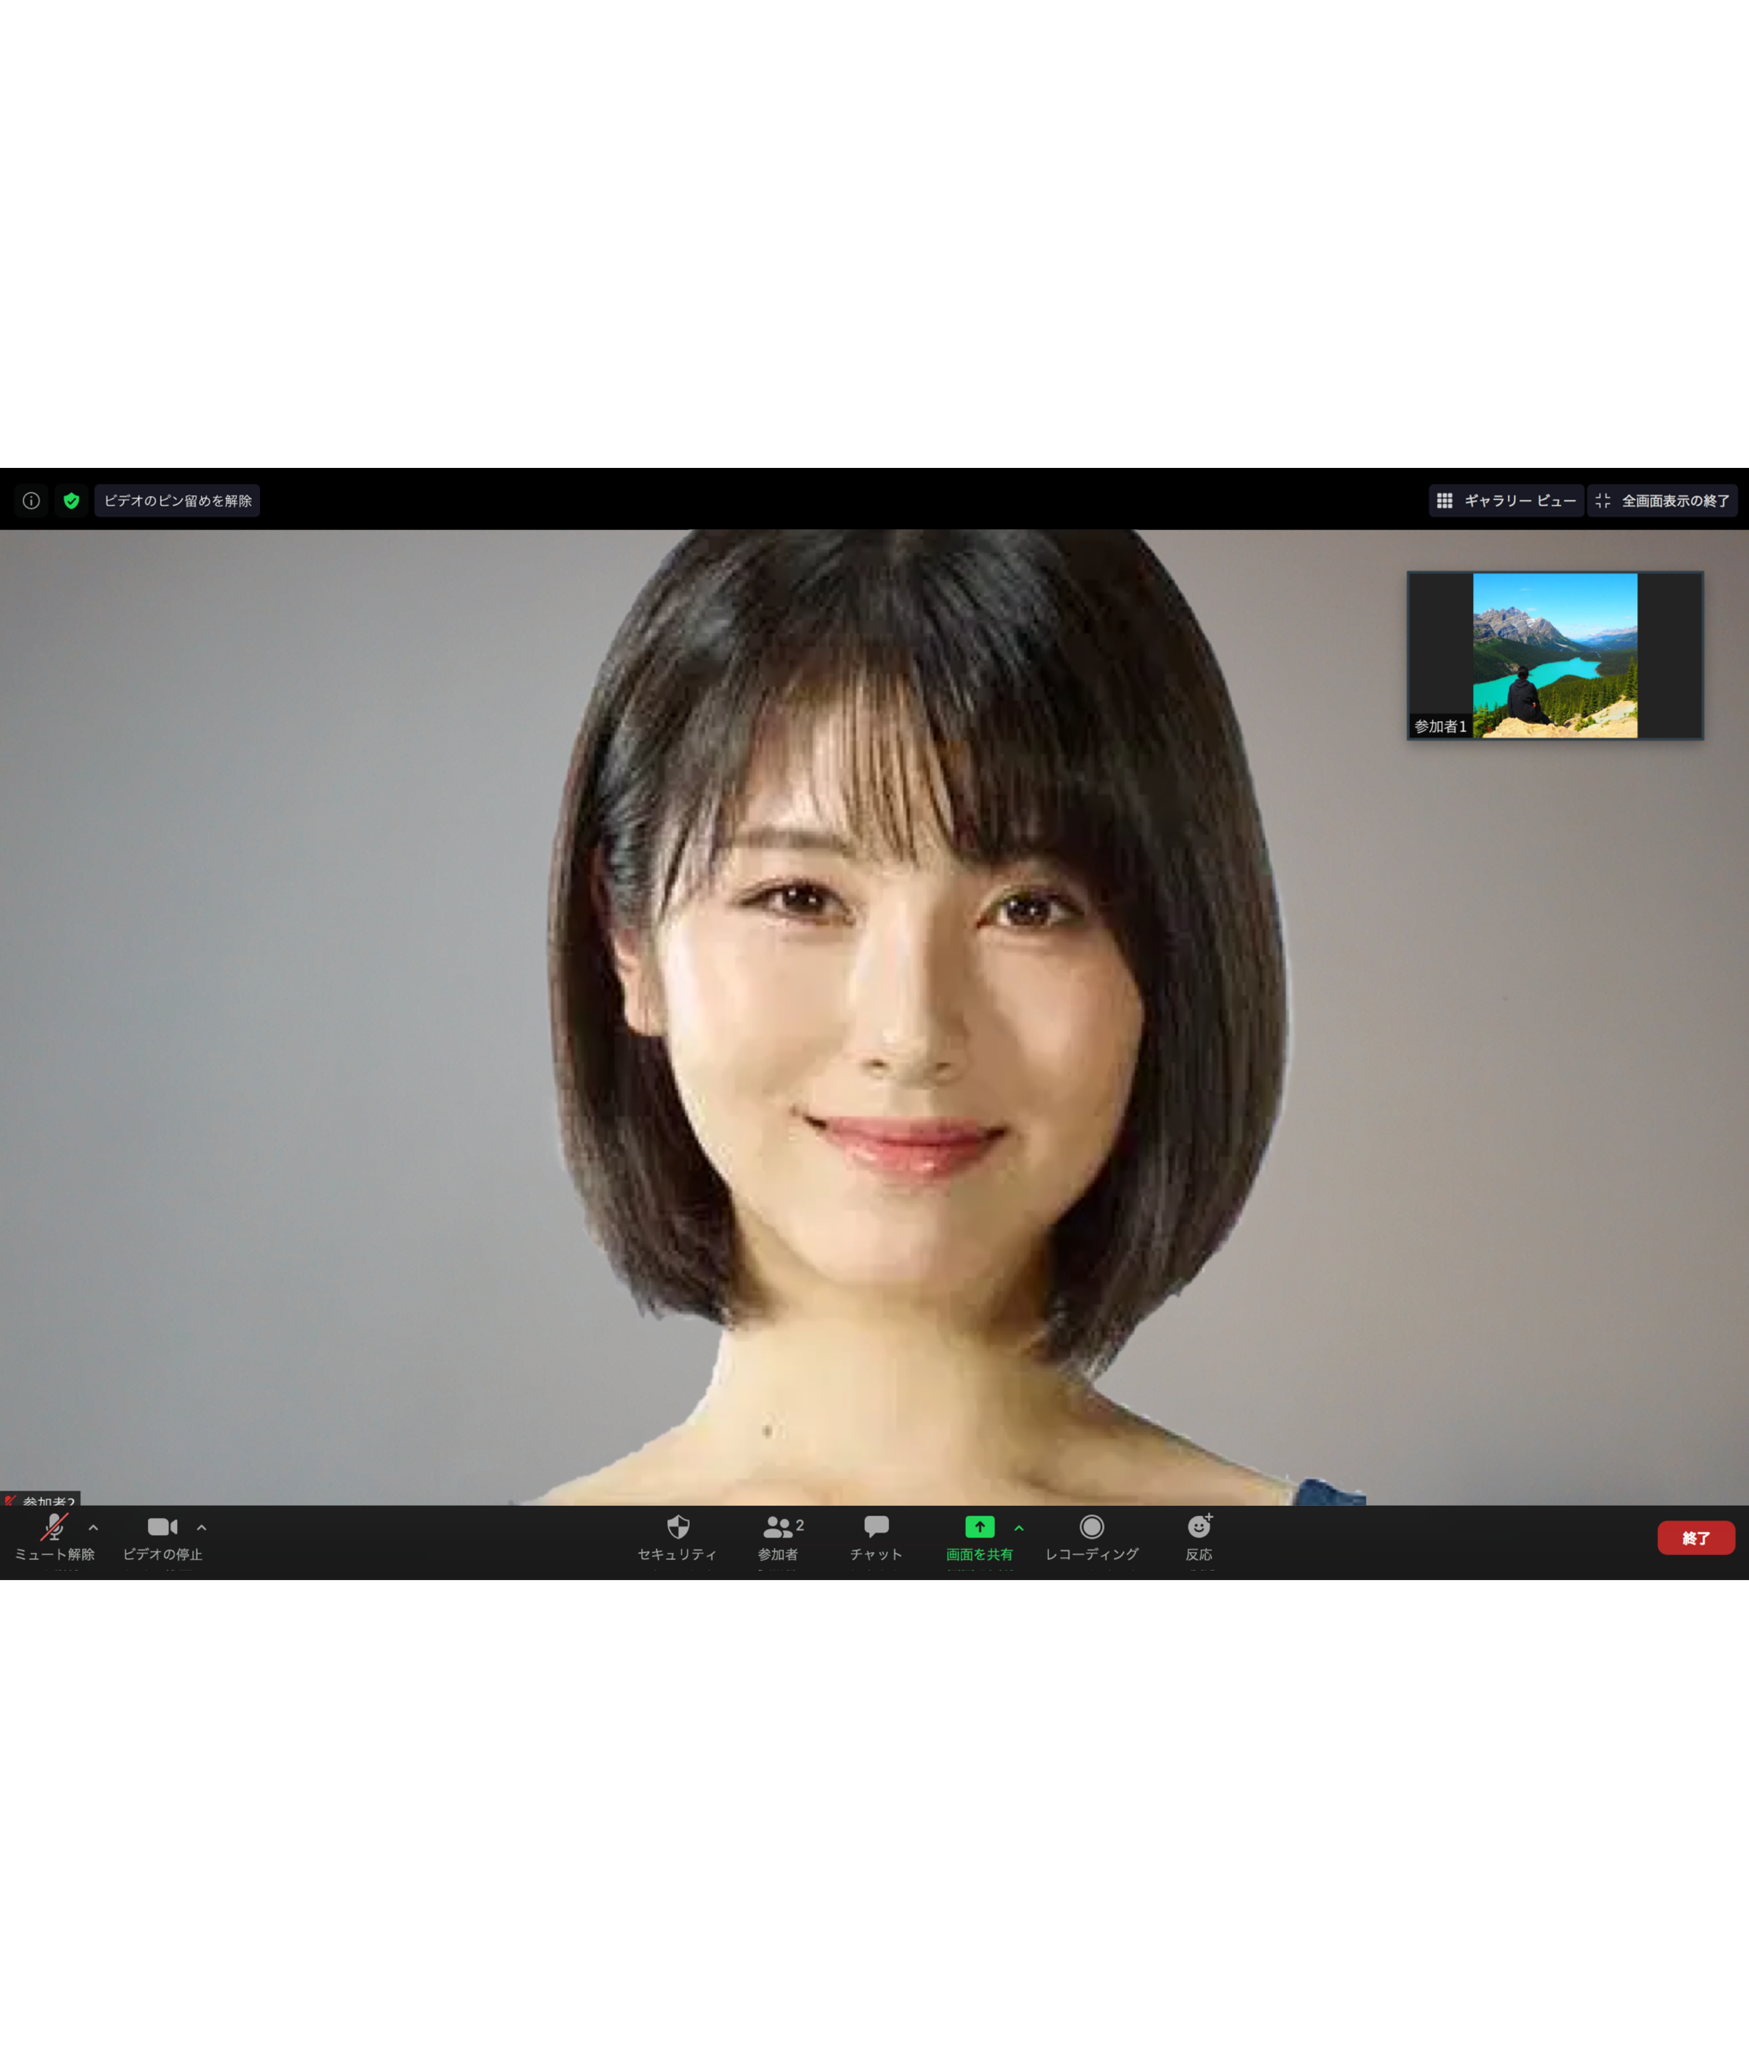 ビデオのピン留めを解除
ギャラリー ビュー
全画面表示の終了
参加者1
参加者2
ミュート解除
ビデオの停止
セキュリティ
2
参加者
チャット
画面を共有
レコーディング
反応
終了